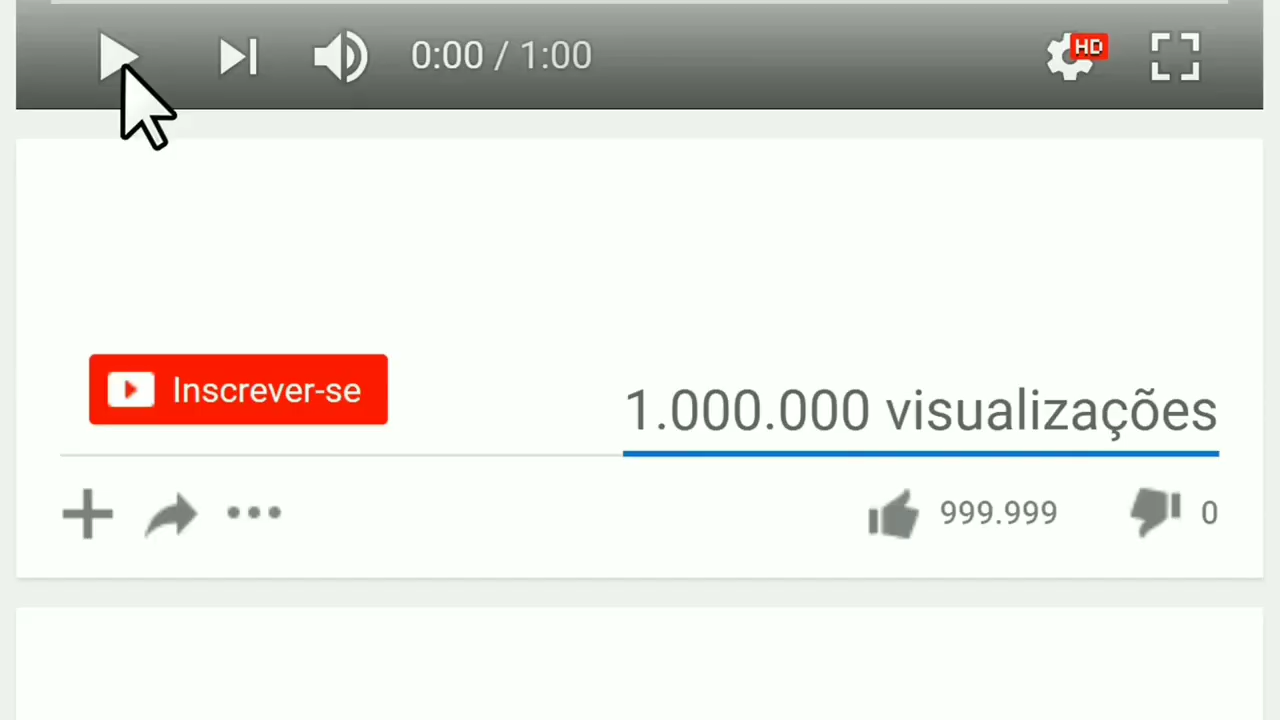 0:00 / 1:00
HD
Inscrever-se
1.000.000 visualizações
999.999
0